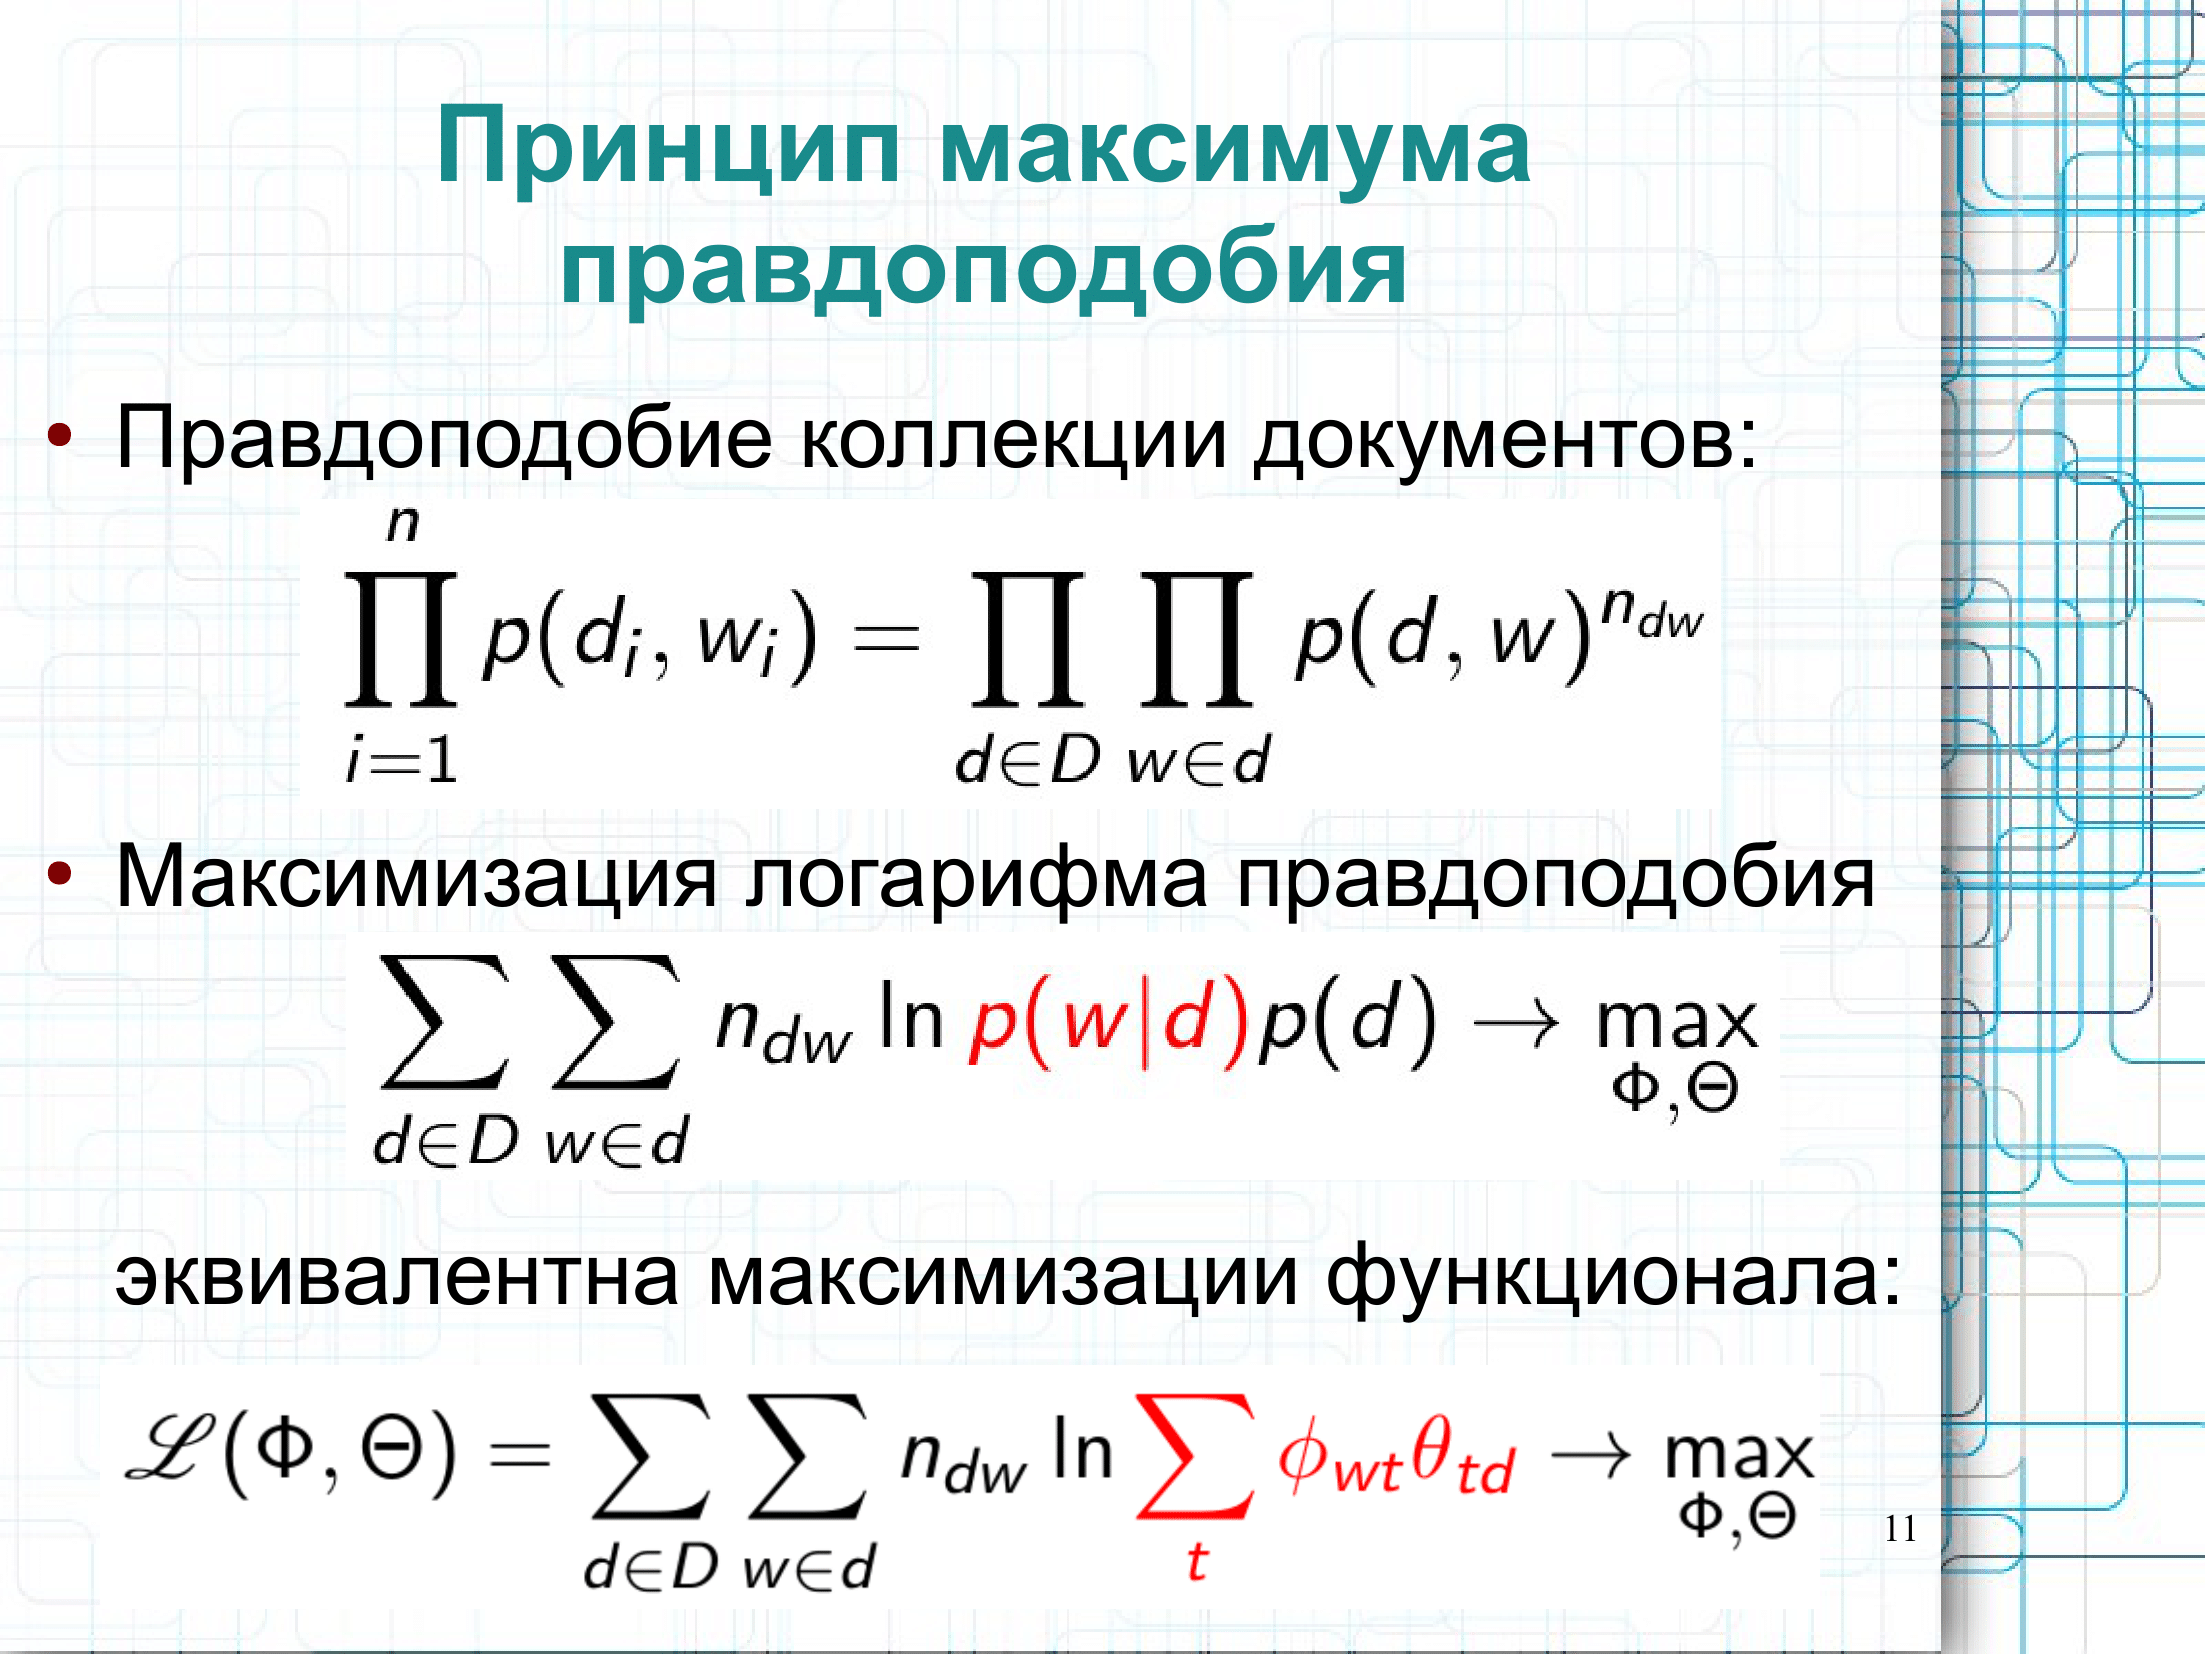 Принцип максимума
правдоподобия
• Правдоподобие коллекции документов:
$\prod_{i=1}^{n} p(d_i, w_i) = \prod_{d \in D} \prod_{w \in d} p(d, w)^{n_{dw}}$
• Максимизация логарифма правдоподобия
$\sum_{d \in D} \sum_{w \in d} n_{dw} \ln p(w|d)p(d) \to \max_{\Phi,\Theta}$
эквивалентна максимизации функционала:
$\mathscr{L}(\Phi, \Theta) = \sum_{d \in D} \sum_{w \in d} n_{dw} \ln \sum_{t} \phi_{wt} \theta_{td} \to \max_{\Phi,\Theta}$
11